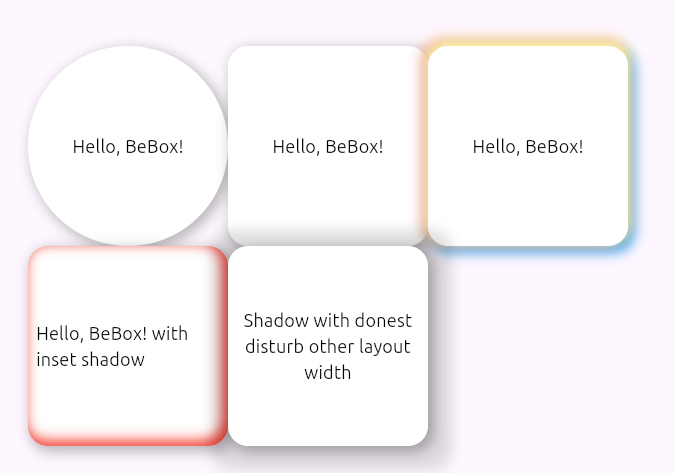 Hello, BeBox!
Hello, BeBox!
Hello, BeBox!
Hello, BeBox! with
inset shadow
Shadow with donest
disturb other layout
width